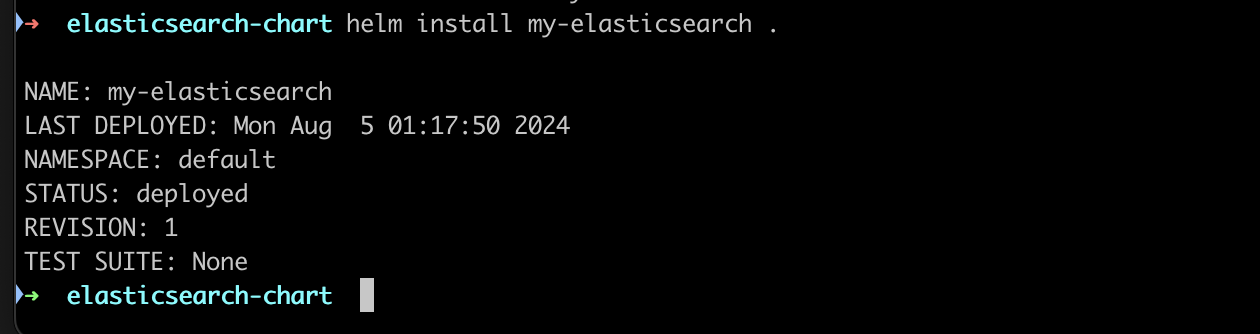 ➜  elasticsearch-chart helm install my-elasticsearch .
NAME: my-elasticsearch
LAST DEPLOYED: Mon Aug  5 01:17:50 2024
NAMESPACE: default
STATUS: deployed
REVISION: 1
TEST SUITE: None
➜  elasticsearch-chart